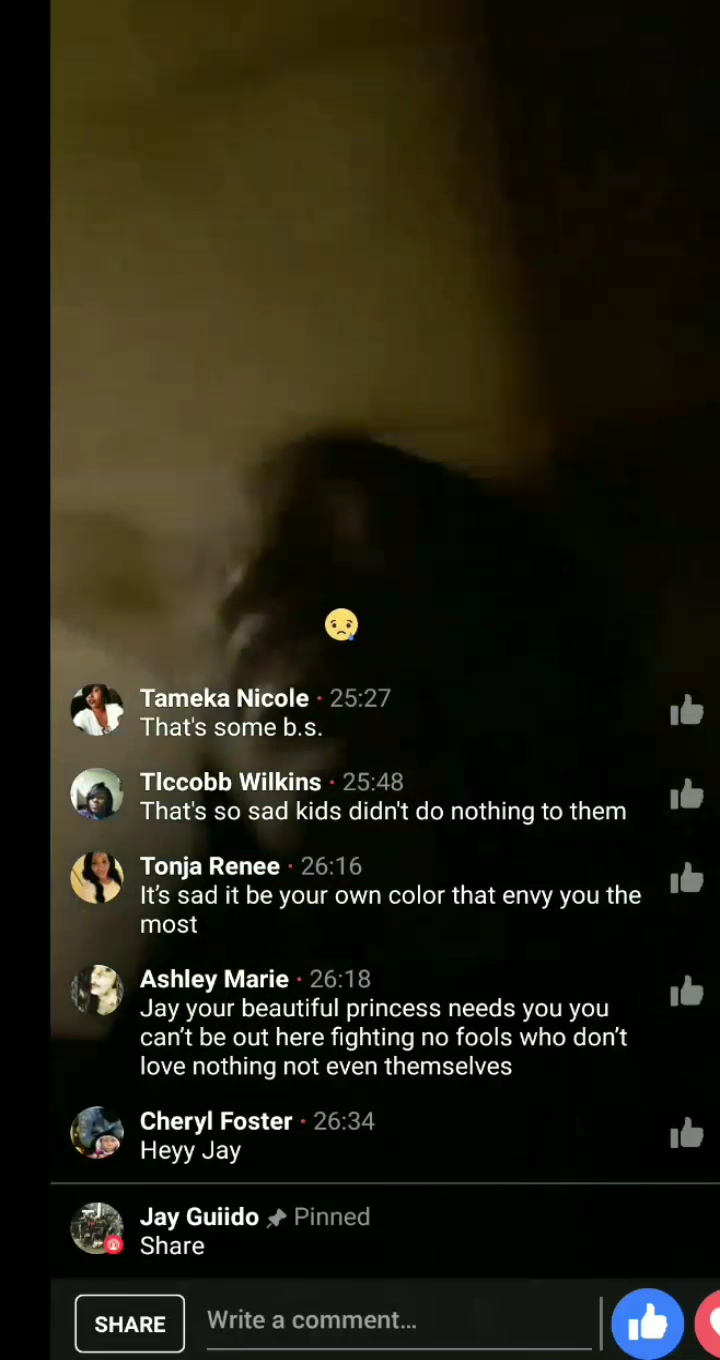 Tameka Nicole · 25:27
That's some b.s.
Tlccobb Wilkins · 25:48
That's so sad kids didn't do nothing to them
Tonja Renee · 26:16
It’s sad it be your own color that envy you the
most
Ashley Marie · 26:18
Jay your beautiful princess needs you you
can’t be out here fighting no fools who don’t
love nothing not even themselves
Cheryl Foster · 26:34
Heyy Jay
Jay Guiido Pinned
Share
SHARE Write a comment...